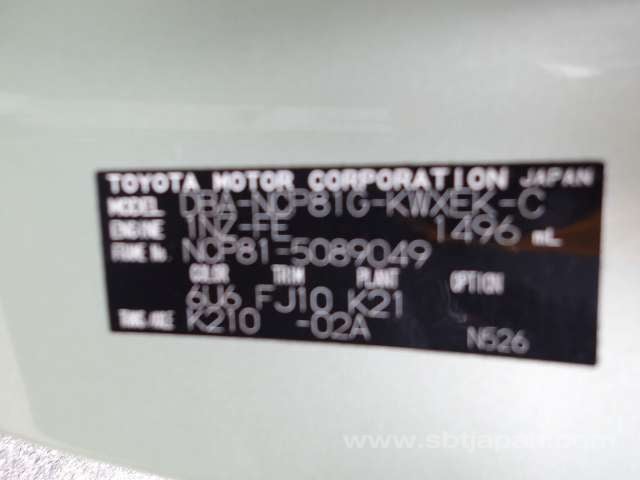 TOYOTA MOTOR CORPORATION JAPAN
MODEL DBA-NCP81G-KWXEK-C
ENGINE 1NZ-FE 1496 mL
FRAME No. NCP81-5089049
COLOR TRIM PLANT OPTION
6U6 FJ10 K21
TRANS/AXLE K210 -02A
N526
www.sbtjapan.com